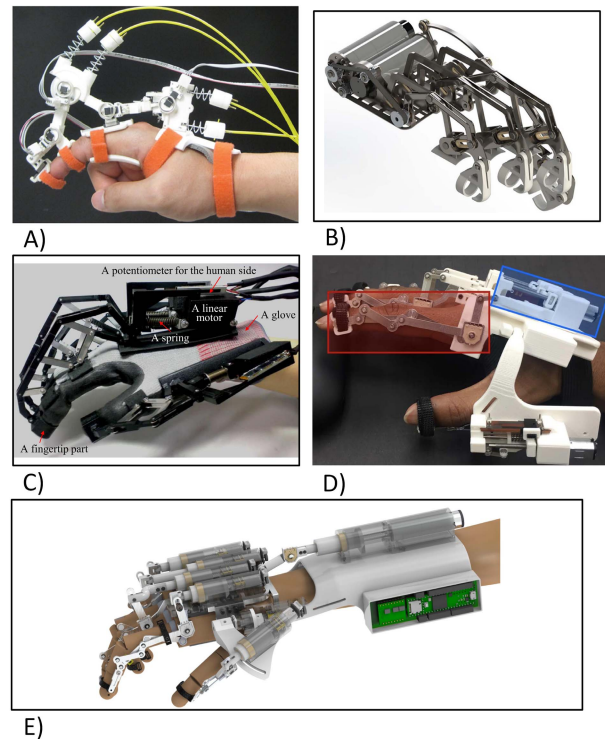 A)
B)
A potentiometer for the human side
A linear
motor
A glove
A spring
A fingertip part
C)
D)
E)